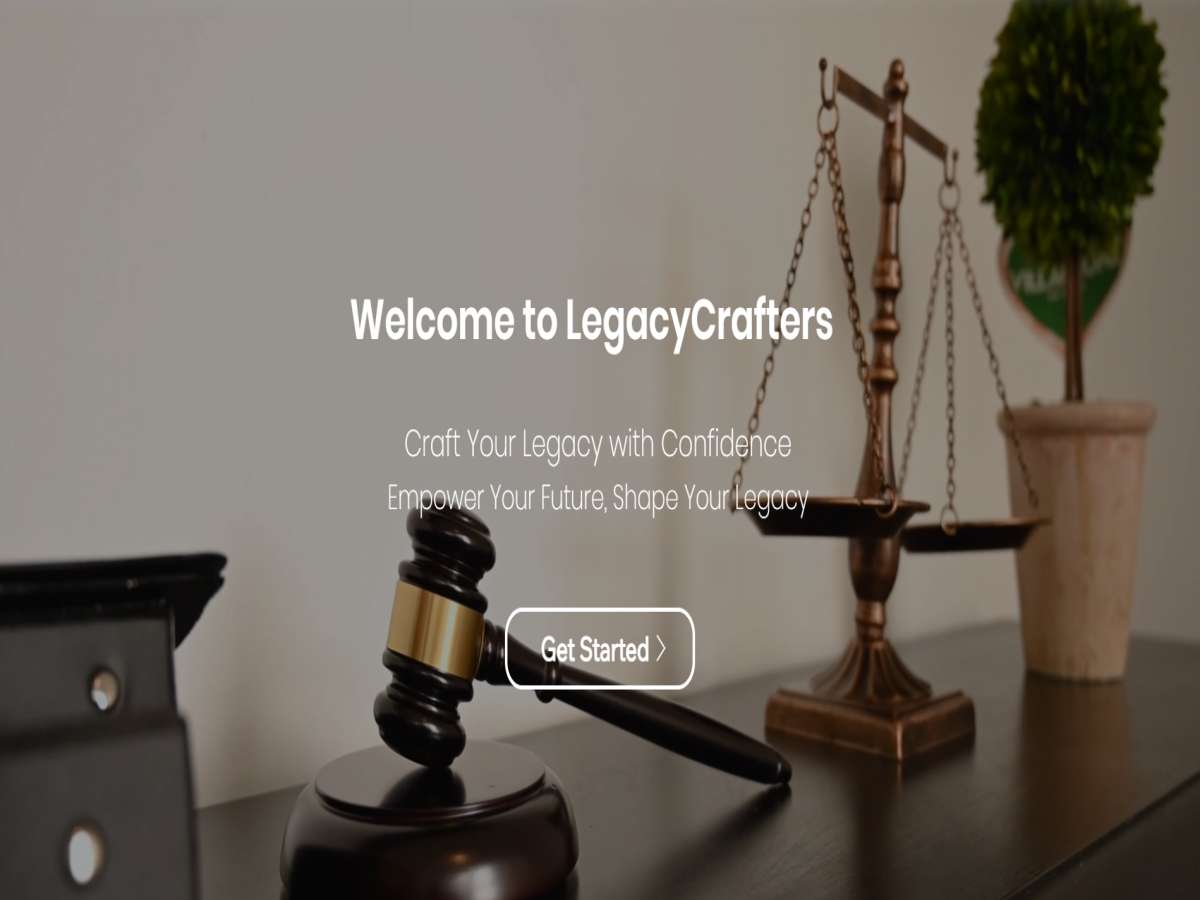 Welcome to LegacyCrafters
Craft Your Legacy with Confidence
Empower Your Future, Shape Your Legacy
Get Started >